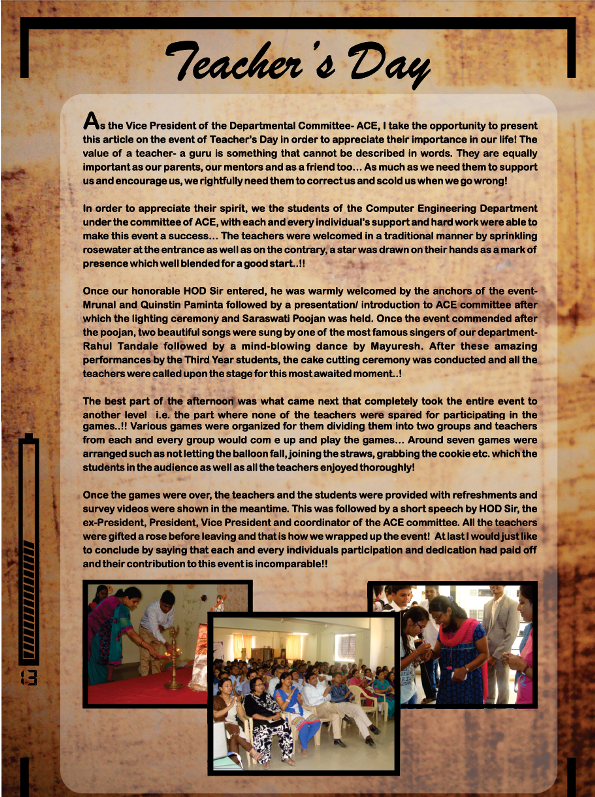 Teacher's Day
As the Vice President of the Departmental Committee- ACE, I take the opportunity to present
this article on the event of Teacher's Day in order to appreciate their importance in our life! The
value of a teacher- a guru is something that cannot be described in words. They are equally
important as our parents, our mentors and as a friend too... As much as we need them to support
us and encourage us, we rightfully need them to correct us and scold us when we go wrong!
In order to appreciate their spirit, we the students of the Computer Engineering Department
under the committee of ACE, with each and every individual's support and hard work were able to
make this event a success... The teachers were welcomed in a traditional manner by sprinkling
rosewater at the entrance as well as on the contrary, a star was drawn on their hands as a mark of
presence which well blended for a good start..!!
Once our honorable HOD Sir entered, he was warmly welcomed by the anchors of the event-
Mrunal and Quinstin Paminta followed by a presentation/ introduction to ACE committee after
which the lighting ceremony and Saraswati Poojan was held. Once the event commended after
the poojan, two beautiful songs were sung by one of the most famous singers of our department-
Rahul Tandale followed by a mind-blowing dance by Mayuresh. After these amazing
performances by the Third Year students, the cake cutting ceremony was conducted and all the
teachers were called upon the stage for this most awaited moment..!
The best part of the afternoon was what came next that completely took the entire event to
another level i.e. the part where none of the teachers were spared for participating in the
games..!! Various games were organized for them dividing them into two groups and teachers
from each and every group would com e up and play the games... Around seven games were
arranged such as not letting the balloon fall, joining the straws, grabbing the cookie etc. which the
students in the audience as well as all the teachers enjoyed thoroughly!
Once the games were over, the teachers and the students were provided with refreshments and
survey videos were shown in the meantime. This was followed by a short speech by HOD Sir, the
ex-President, President, Vice President and coordinator of the ACE committee. All the teachers
were gifted a rose before leaving and that is how we wrapped up the event! At last I would just like
to conclude by saying that each and every individuals participation and dedication had paid off
and their contribution to this event is incomparable!!
13